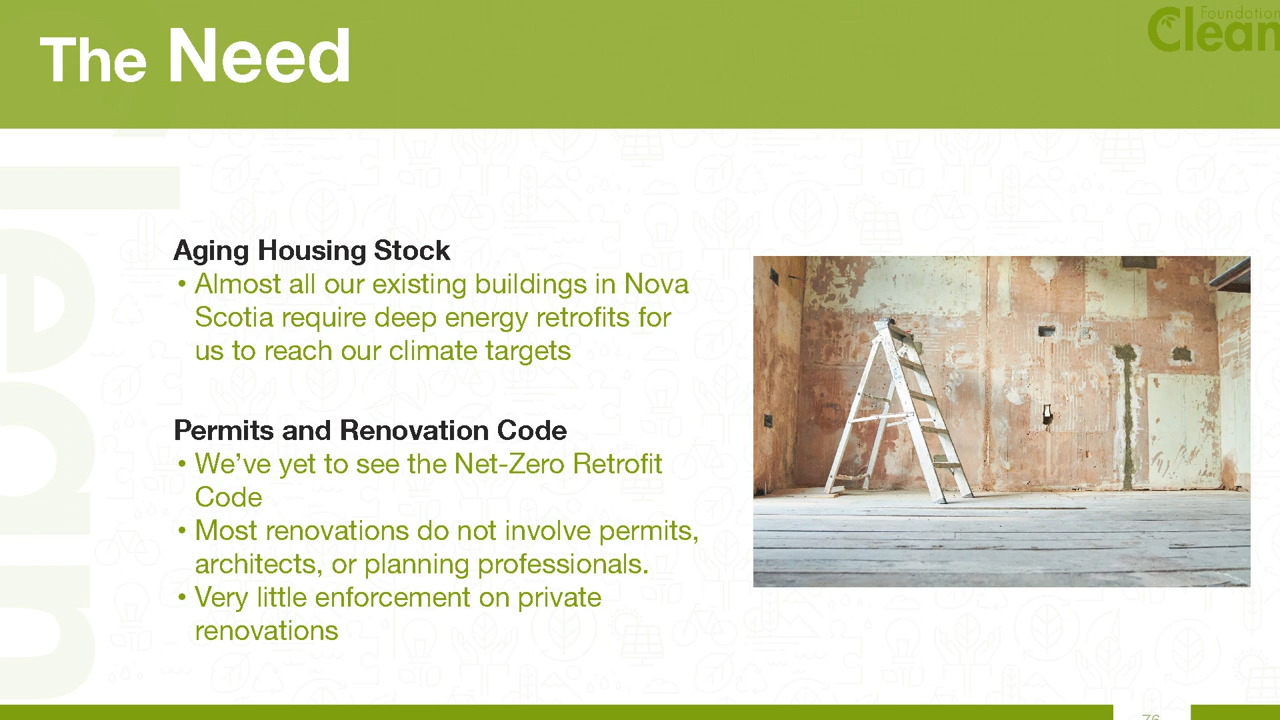 The Need
Foundation
Clean
Aging Housing Stock
• Almost all our existing buildings in Nova
Scotia require deep energy retrofits for
us to reach our climate targets
Permits and Renovation Code
• We’ve yet to see the Net-Zero Retrofit
Code
• Most renovations do not involve permits,
architects, or planning professionals.
• Very little enforcement on private
renovations
76